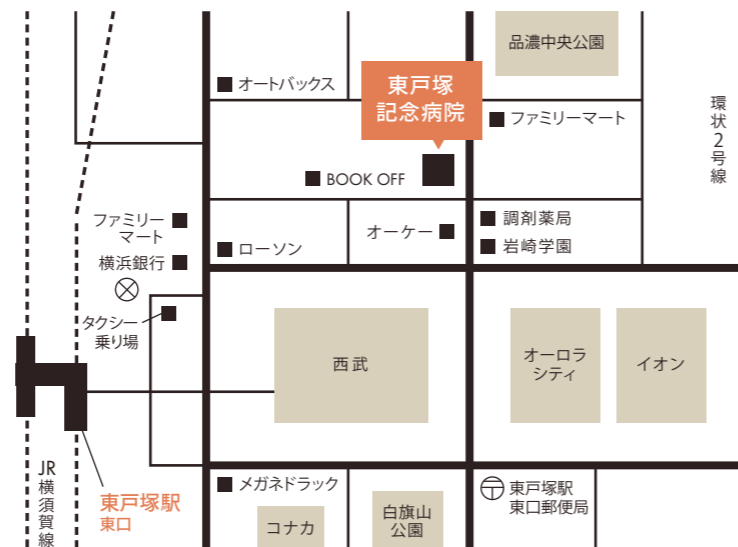 品濃中央公園
オートバックス
東戸塚
記念病院
ファミリーマート
環状2号線
BOOK OFF
ファミリー
マート
横浜銀行
ローソン
オーケー
調剤薬局
岩崎学園
タクシー
乗り場
西武
オーロラ
シティ
イオン
JR横須賀線
東戸塚駅
東口
メガネドラック
コナカ
白旗山
公園
東戸塚駅
東口郵便局